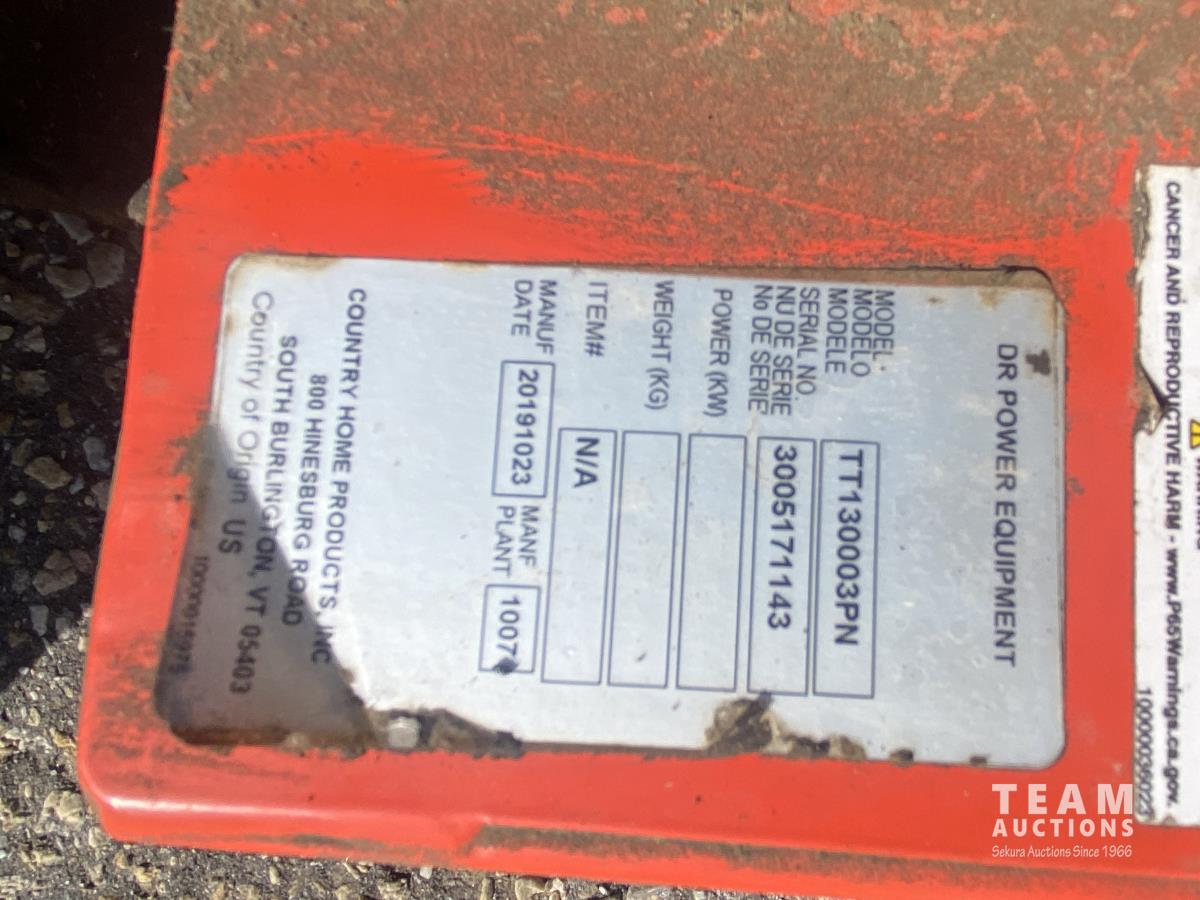 DR POWER EQUIPMENT
MODEL
MODELO
MODELE
TT130003PN
SERIAL NO.
NU DE SERIE
No DE SERIE
3005171143
POWER (KW)
WEIGHT (KG)
ITEM#
N/A
MANUF DATE
20191023
MANF PLANT
1007
COUNTRY HOME PRODUCTS, INC
800 HINESBURG ROAD
SOUTH BURLINGTON, VT 05403
Country of Origin US
CANCER AND REPRODUCTIVE HARM - www.P65Warnings.ca.gov.
TEAM
AUCTIONS
Sekura Auctions Since 1966